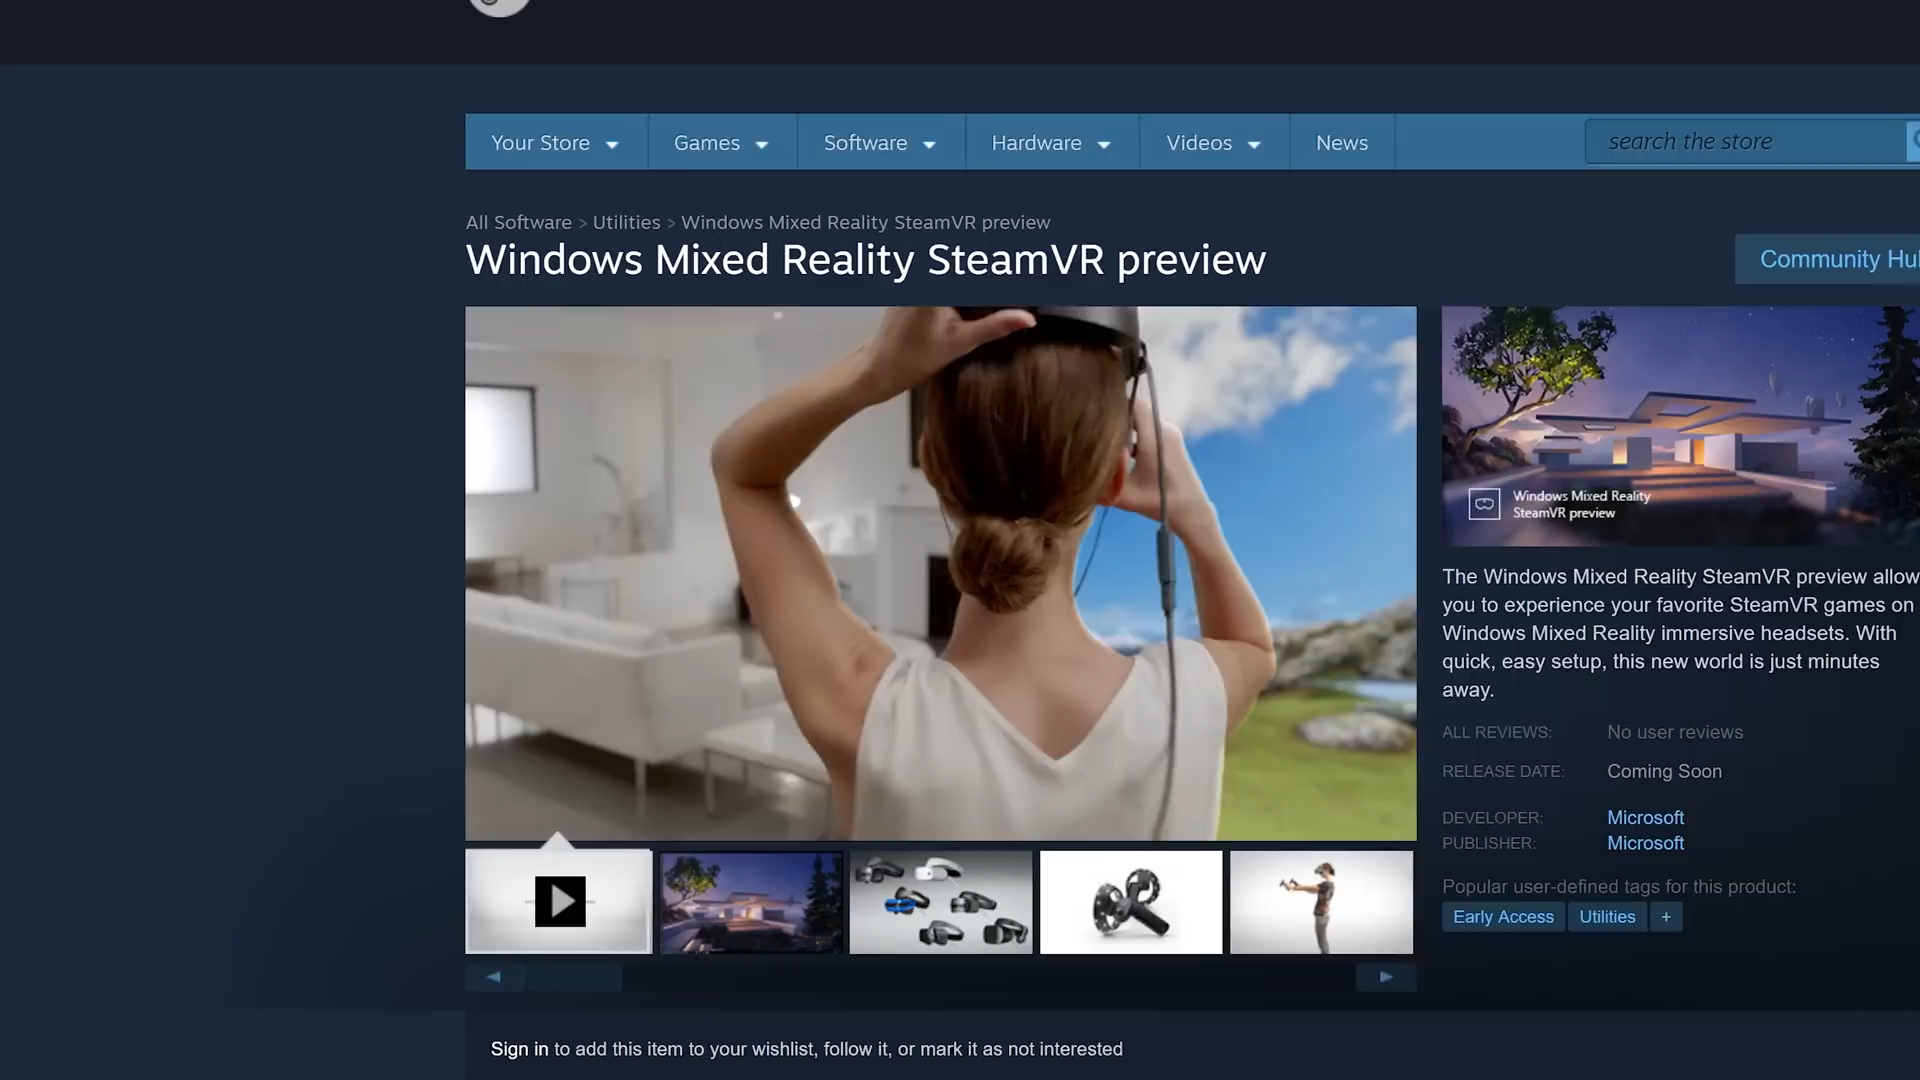 Your Store
Games
Software
Hardware
Videos
News
search the store
All Software > Utilities > Windows Mixed Reality SteamVR preview
Windows Mixed Reality SteamVR preview
Community Hu
Windows Mixed Reality
SteamVR preview
The Windows Mixed Reality SteamVR preview allow
you to experience your favorite SteamVR games on
Windows Mixed Reality immersive headsets. With
quick, easy setup, this new world is just minutes
away.
ALL REVIEWS: No user reviews
RELEASE DATE: Coming Soon
DEVELOPER: Microsoft
PUBLISHER: Microsoft
Popular user-defined tags for this product:
Early Access Utilities +
Sign in to add this item to your wishlist, follow it, or mark it as not interested